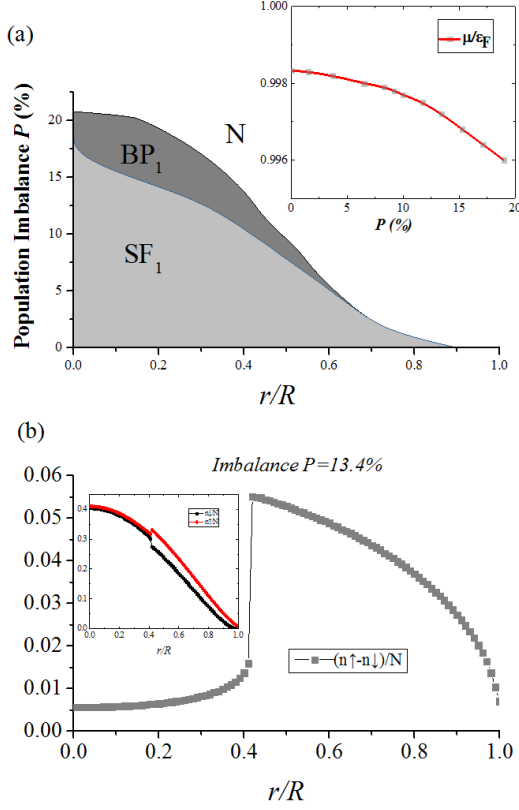 (a)
Population Imbalance P (%)
20
15
10
5
0
BP1
SF1
N
0.0 0.2 0.4 0.6 0.8 1.0
r/R
1.000
0.998
0.996
μ/εF
0 5 10 15 20
P (%)
(b)
Imbalance P=13.4%
0.06
0.05
0.04
0.03
0.02
0.01
0.00
0.4
0.3
0.2
0.1
0.0
n↓/N
n↑/N
0.0 0.2 0.4 0.6 0.8 1.0
r/R
(n↑-n↓)/N
0.0 0.2 0.4 0.6 0.8 1.0
r/R